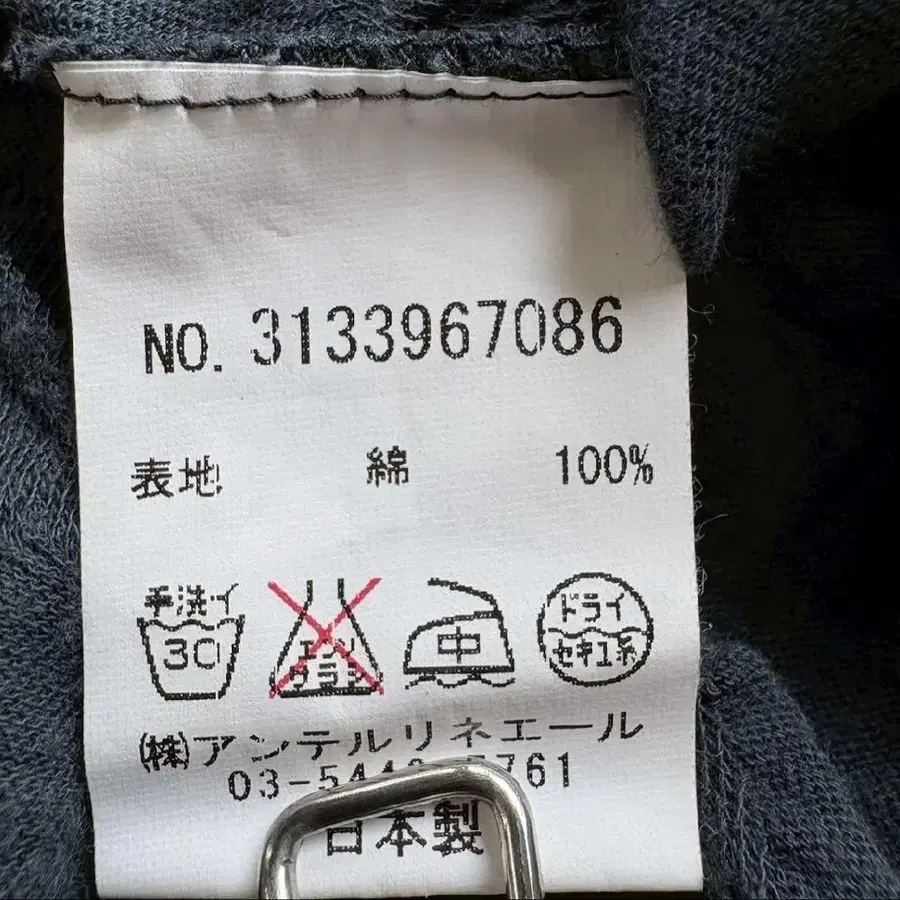 NO. 3133967086
表地 綿 100%
手洗イ
30
エンソ
サラシ
中
ドライ
セキユ系
(株)アンテルリネエール
日本製